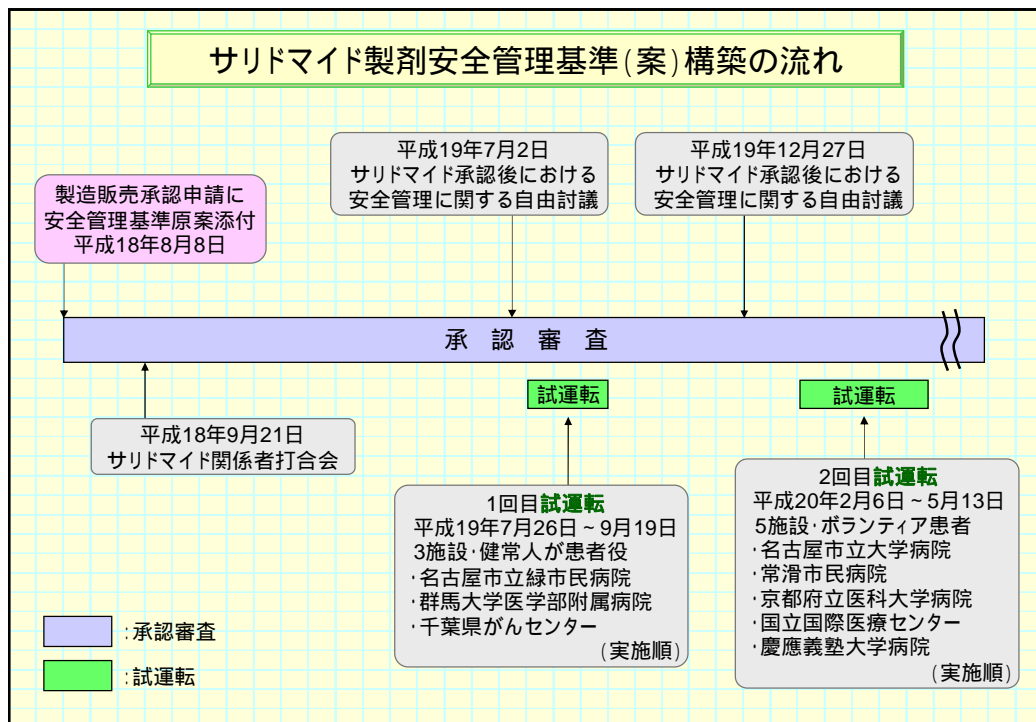 サリドマイド製剤安全管理基準(案)構築の流れ
平成19年7月2日
サリドマイド承認後における
安全管理に関する自由討議
平成19年12月27日
サリドマイド承認後における
安全管理に関する自由討議
製造販売承認申請に
安全管理基準原案添付
平成18年8月8日
承認審査
試運転
試運転
平成18年9月21日
サリドマイド関係者打合会
1回目試運転
平成19年7月26日~9月19日
3施設・健常人が患者役
・名古屋市立緑市民病院
・群馬大学医学部附属病院
・千葉県がんセンター
(実施順)
2回目試運転
平成20年2月6日~5月13日
5施設・ボランティア患者
・名古屋市立大学病院
・常滑市民病院
・京都府立医科大学病院
・国立国際医療センター
・慶應義塾大学病院
(実施順)
:承認審査
:試運転